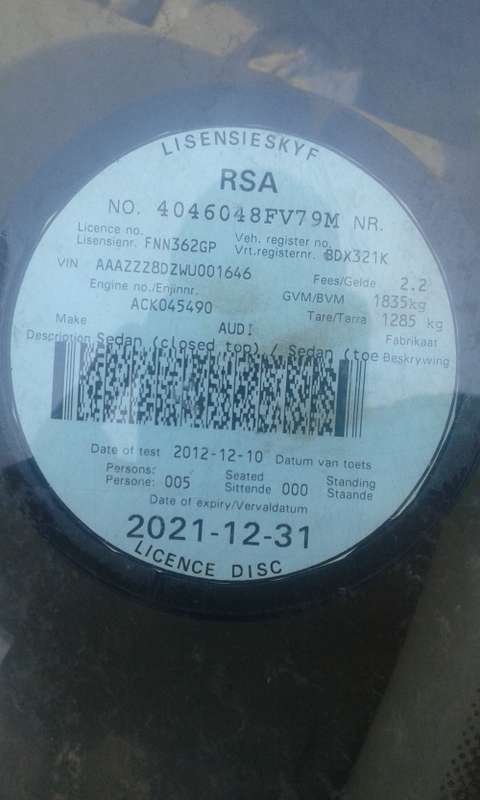 LISENSIESKYF
RSA
NO. 4046048FV79M NR.
Licence no. Veh. register no.
Lisensienr. FNN362GP Vrt.registernr. BDX321K
VIN AAAZZZ8DZWU001646 Fees/Gelde 2.2
Engine no./Enjinnr. GVM/BVM 1835kg
ACK045490 Tare/Tarra 1285 kg
Make AUDI Fabrikaat
Description Sedan (closed top) / Sedan (toe Beskrywing
Date of test 2012-12-10 Datum van toets
Persons: Seated Standing
Persone: 005 Sittende 000 Staande
Date of expiry/Vervaldatum
2021-12-31
LICENCE DISC